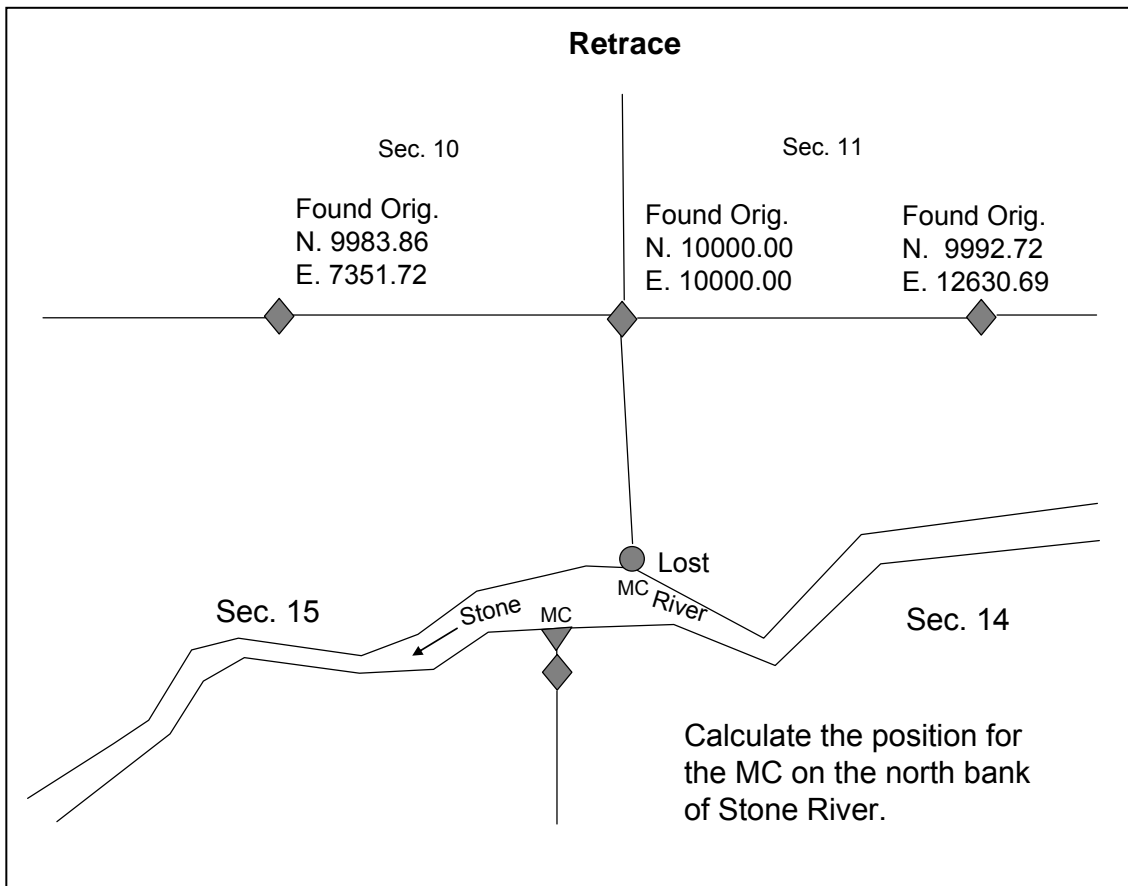 Retrace
Sec. 10
Sec. 11
Found Orig.
N. 9983.86
E. 7351.72
Found Orig.
N. 10000.00
E. 10000.00
Found Orig.
N.  9992.72
E. 12630.69
Lost
MC
River
Stone
MC
Sec. 15
Sec. 14
Calculate the position for
the MC on the north bank
of Stone River.